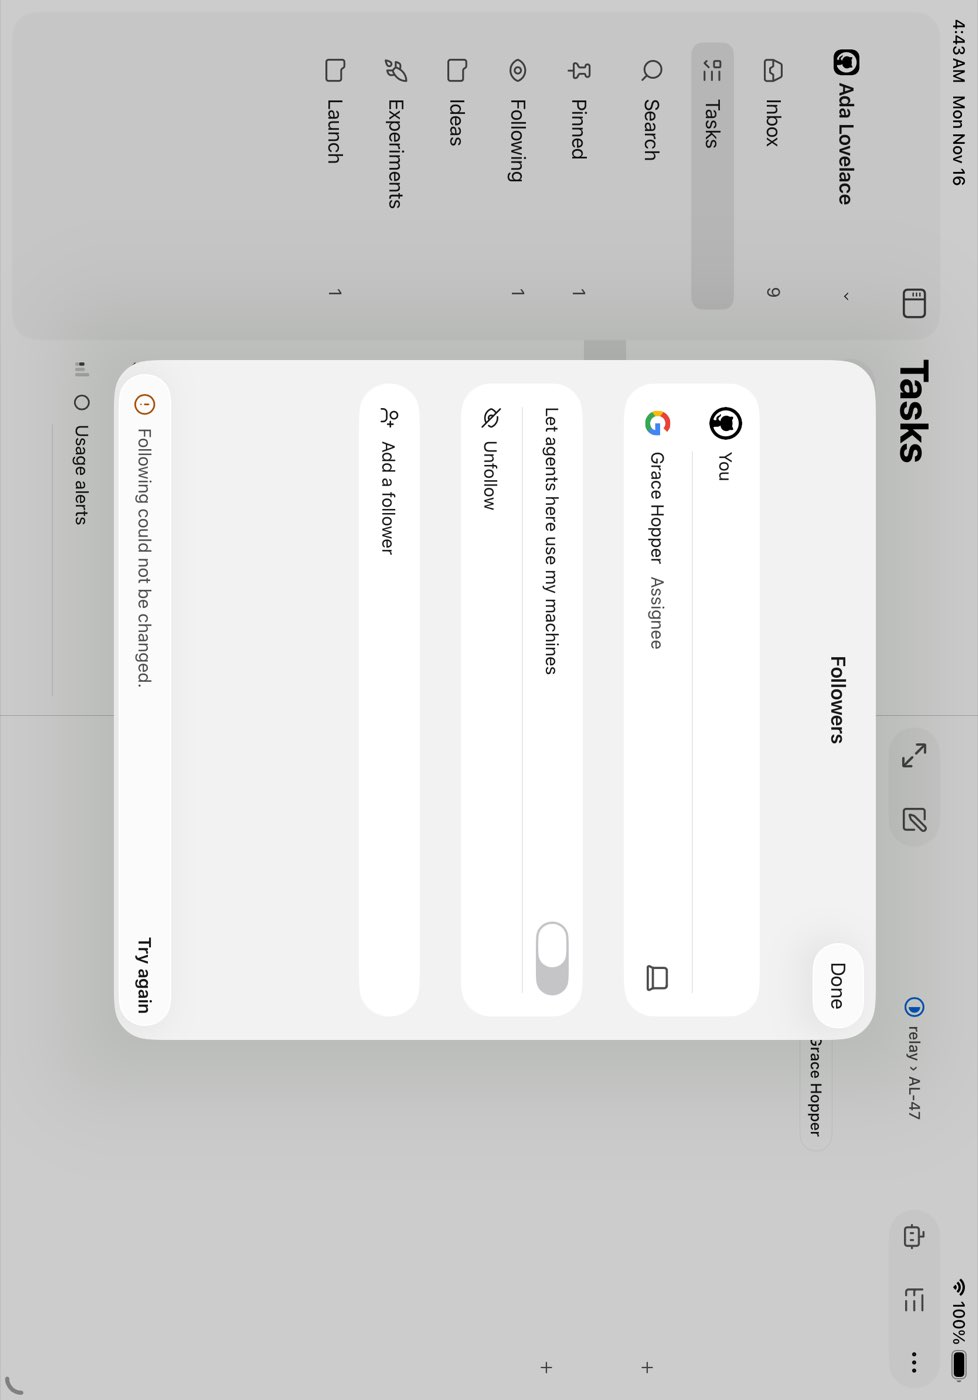 4:43 AM Mon Nov 16
100%
Tasks
relay › AL-47
Ada Lovelace
Inbox 9
Tasks
Search
Pinned 1
Following 1
Ideas
Experiments
Launch 1
Followers
Done
Grace Hopper
You
Grace Hopper Assignee
Let agents here use my machines
Unfollow
Add a follower
Following could not be changed.
Try again
Usage alerts